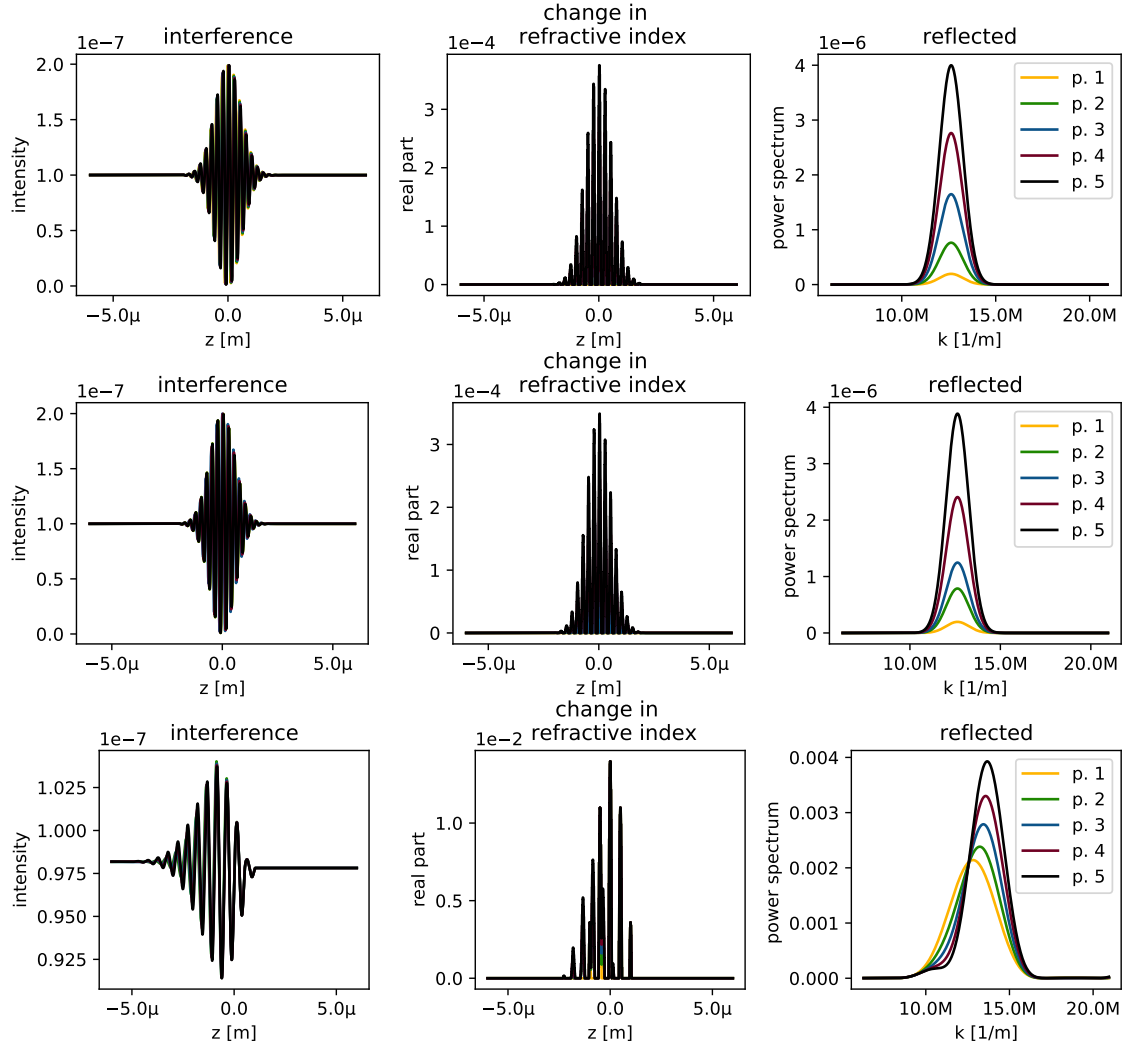 interference
1e−7
intensity
2.0
1.5
1.0
0.5
0.0
−5.0µ 0.0 5.0µ
z [m]
change in
refractive index
1e−4
real part
3
2
1
0
−5.0µ 0.0 5.0µ
z [m]
reflected
1e−6
power spectrum
4
3
2
1
0
10.0M 15.0M 20.0M
k [1/m]
p. 1
p. 2
p. 3
p. 4
p. 5
interference
1e−7
intensity
2.0
1.5
1.0
0.5
0.0
−5.0µ 0.0 5.0µ
z [m]
change in
refractive index
1e−4
real part
3
2
1
0
−5.0µ 0.0 5.0µ
z [m]
reflected
1e−6
power spectrum
4
3
2
1
0
10.0M 15.0M 20.0M
k [1/m]
p. 1
p. 2
p. 3
p. 4
p. 5
interference
1e−7
intensity
1.025
1.000
0.975
0.950
0.925
−5.0µ 0.0 5.0µ
z [m]
change in
refractive index
1e−2
real part
1.0
0.0
−5.0µ 0.0 5.0µ
z [m]
reflected
power spectrum
0.004
0.003
0.002
0.001
0.000
10.0M 15.0M 20.0M
k [1/m]
p. 1
p. 2
p. 3
p. 4
p. 5